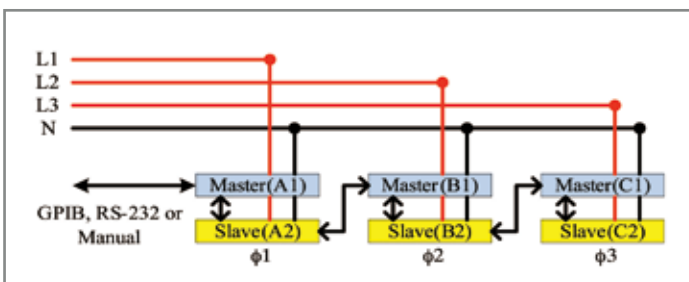 L1
L2
L3
N
Master(A1) Master(B1) Master(C1)
GPIB, RS-232 or
Manual
Slave(A2) Slave(B2) Slave(C2)
ϕ1 ϕ2 ϕ3